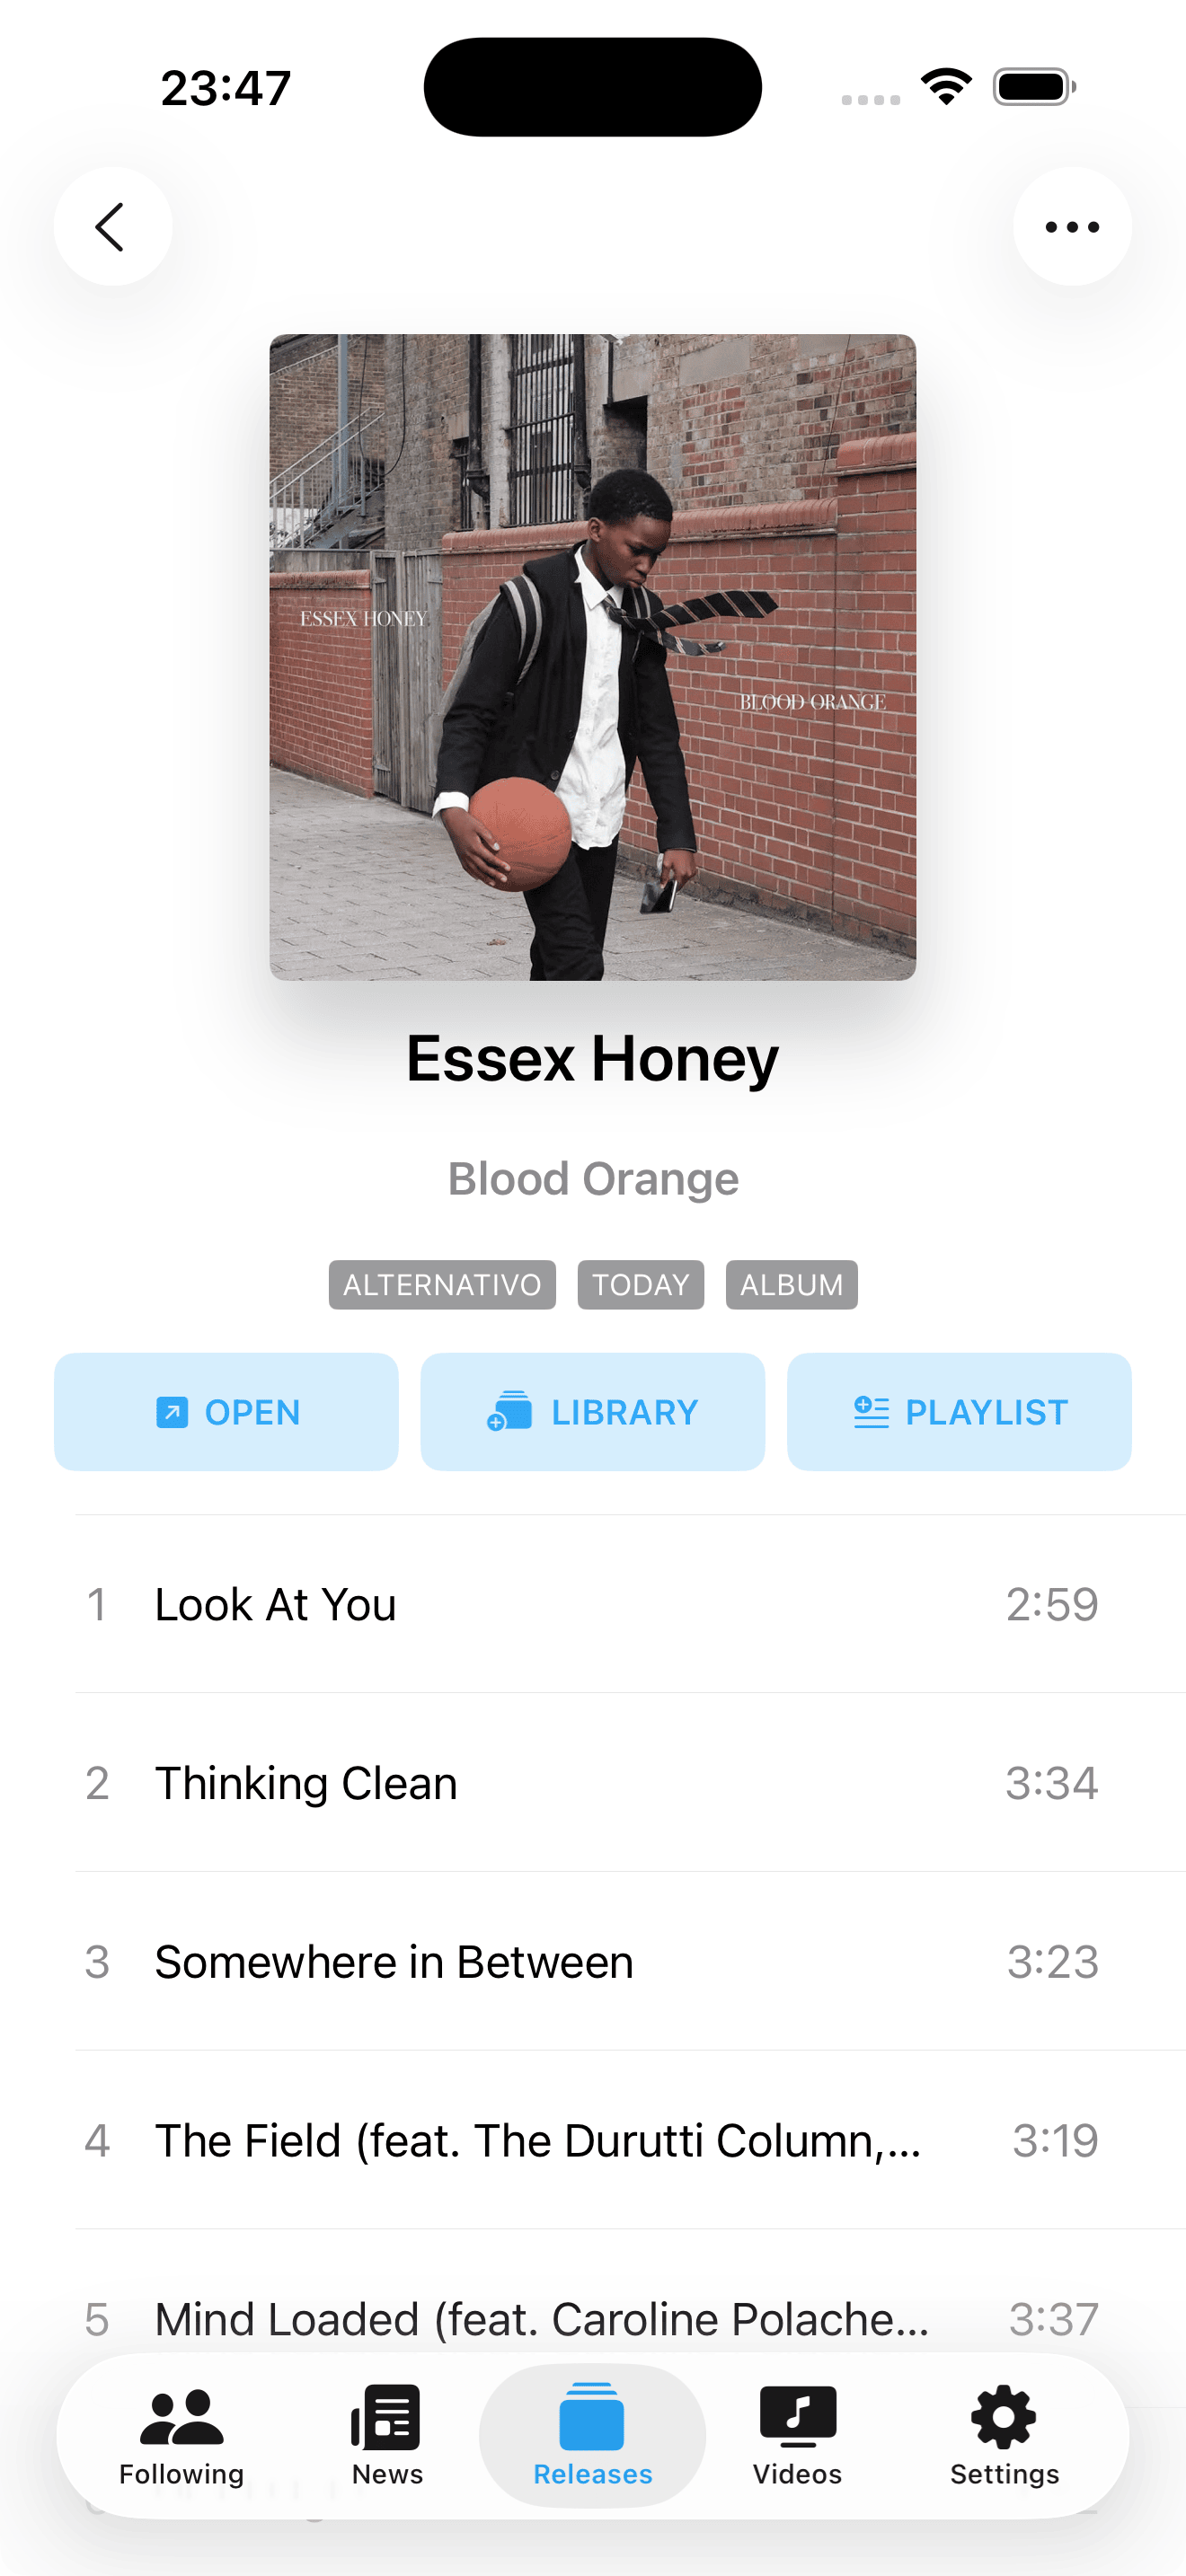 23:47
ESSEX HONEY
BLOOD ORANGE
Essex Honey
Blood Orange
ALTERNATIVO TODAY ALBUM
OPEN LIBRARY PLAYLIST
1 Look At You 2:59
2 Thinking Clean 3:34
3 Somewhere in Between 3:23
4 The Field (feat. The Durutti Column,... 3:19
5 Mind Loaded (feat. Caroline Polache... 3:37
Following News Releases Videos Settings